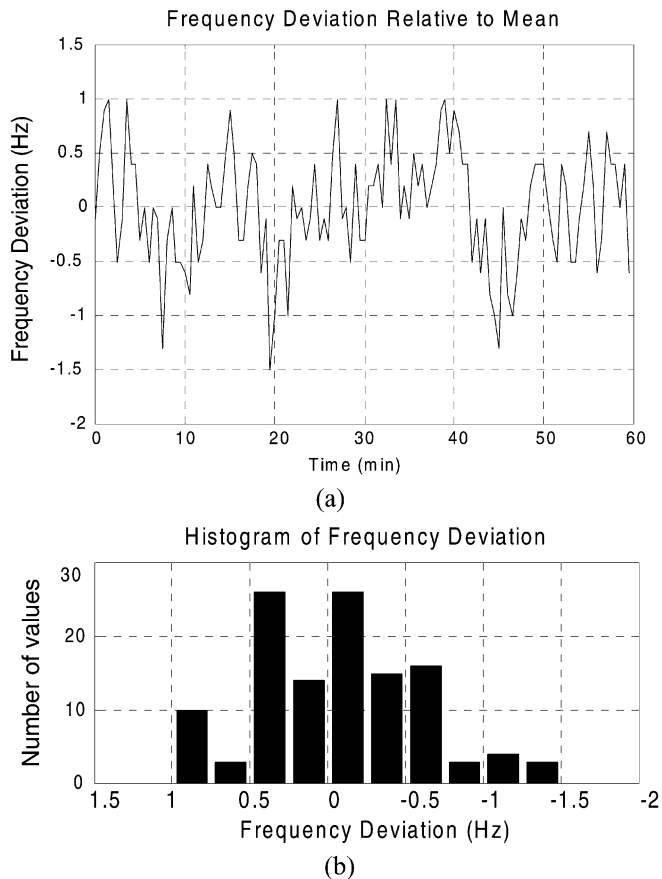 Frequency Deviation Relative to Mean
Frequency Deviation (Hz)
1.5
1
0.5
0
-0.5
-1
-1.5
-2
0 10 20 30 40 50 60
Time (min)
(a)
Histogram of Frequency Deviation
Number of values
30
20
10
0
1.5 1 0.5 0 -0.5 -1 -1.5 -2
Frequency Deviation (Hz)
(b)